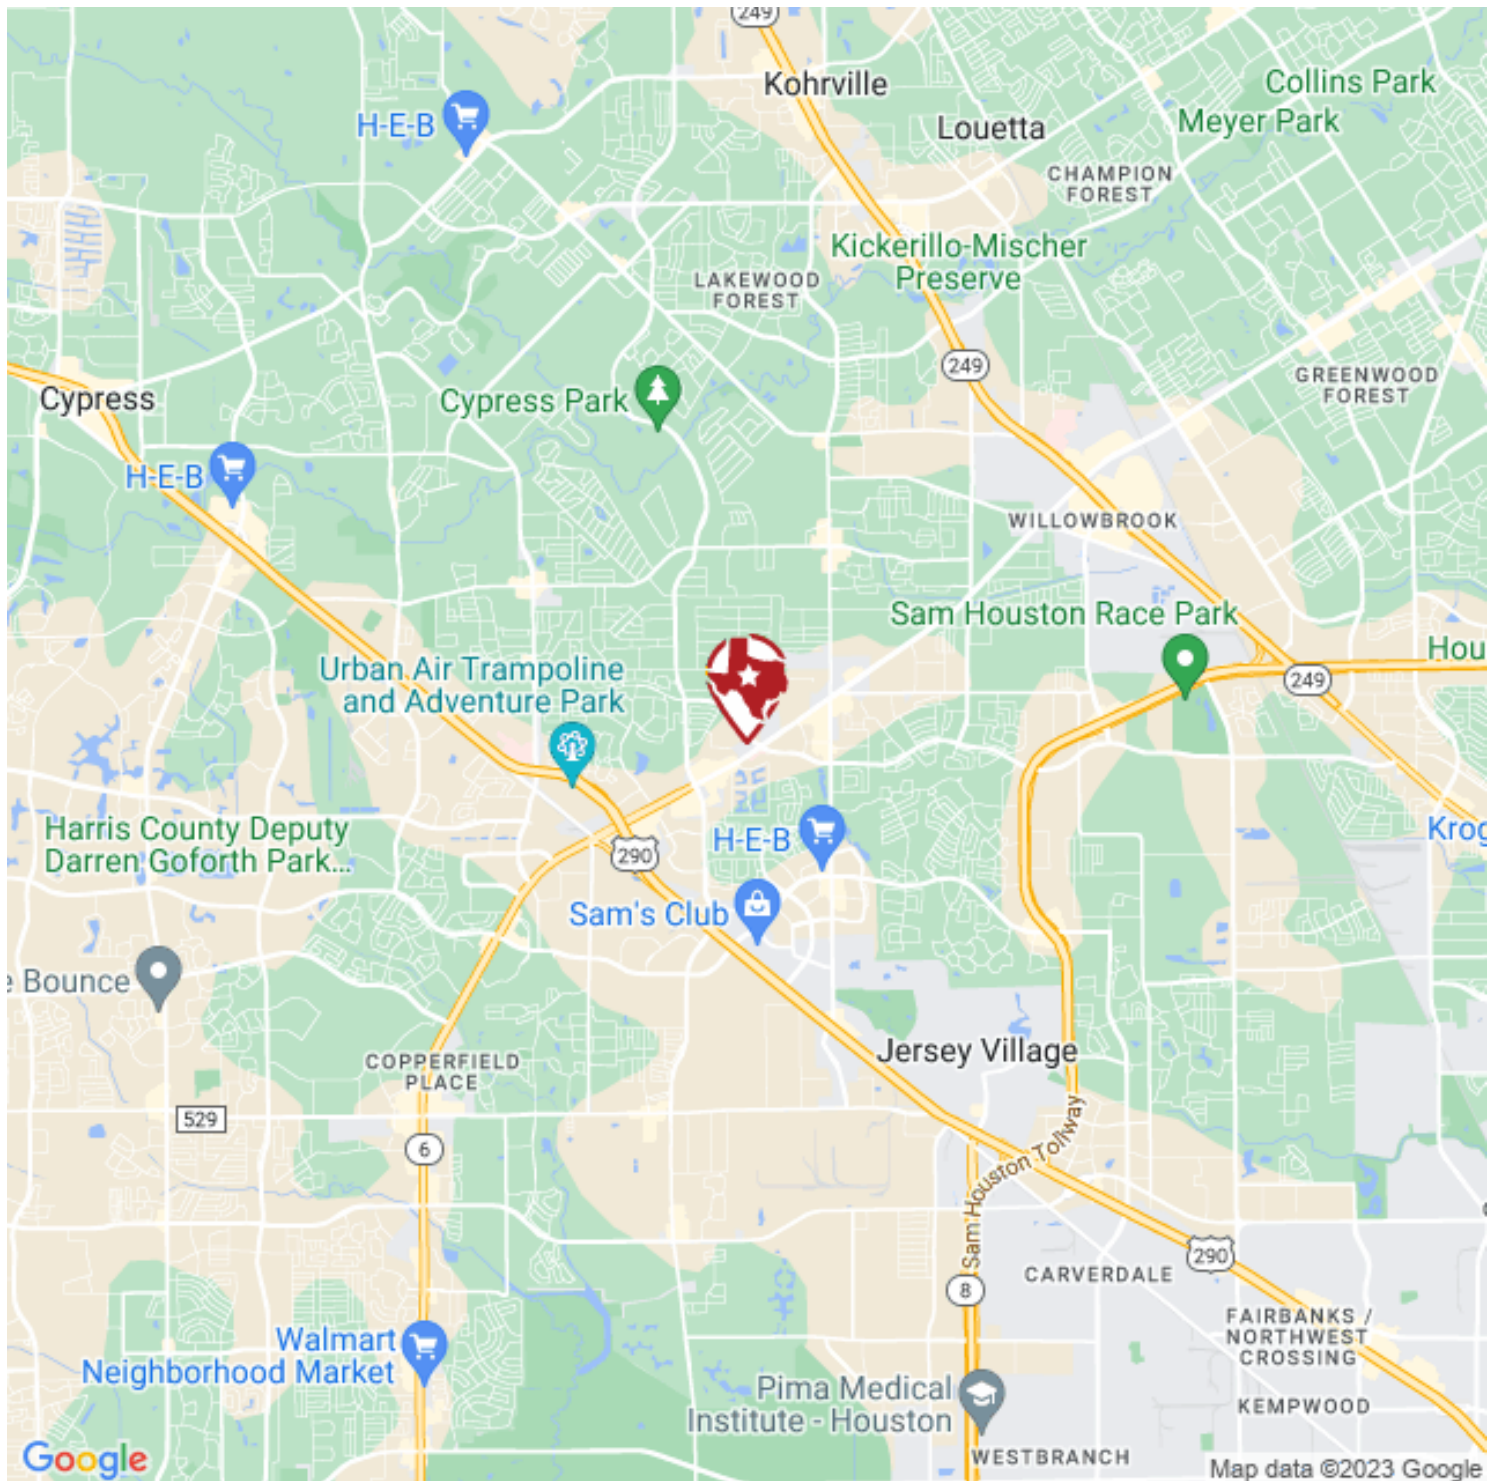 249
Kohrville
Collins Park
Meyer Park
H-E-B
Louetta
CHAMPION
FOREST
Kickerillo-Mischer
Preserve
LAKEWOOD
FOREST
249
GREENWOOD
FOREST
Cypress
Cypress Park
H-E-B
WILLOWBROOK
Sam Houston Race Park
Hou
Urban Air Trampoline
and Adventure Park
249
Harris County Deputy
Darren Goforth Park...
290
H-E-B
Krog
Sam's Club
e Bounce
Jersey Village
COPPERFIELD
PLACE
529
6
Sam Houston Tollway
290
CARVERDALE
8
FAIRBANKS /
NORTHWEST
CROSSING
Walmart
Neighborhood Market
Pima Medical
Institute - Houston
KEMPWOOD
WESTBRANCH
Google
Map data ©2023 Google